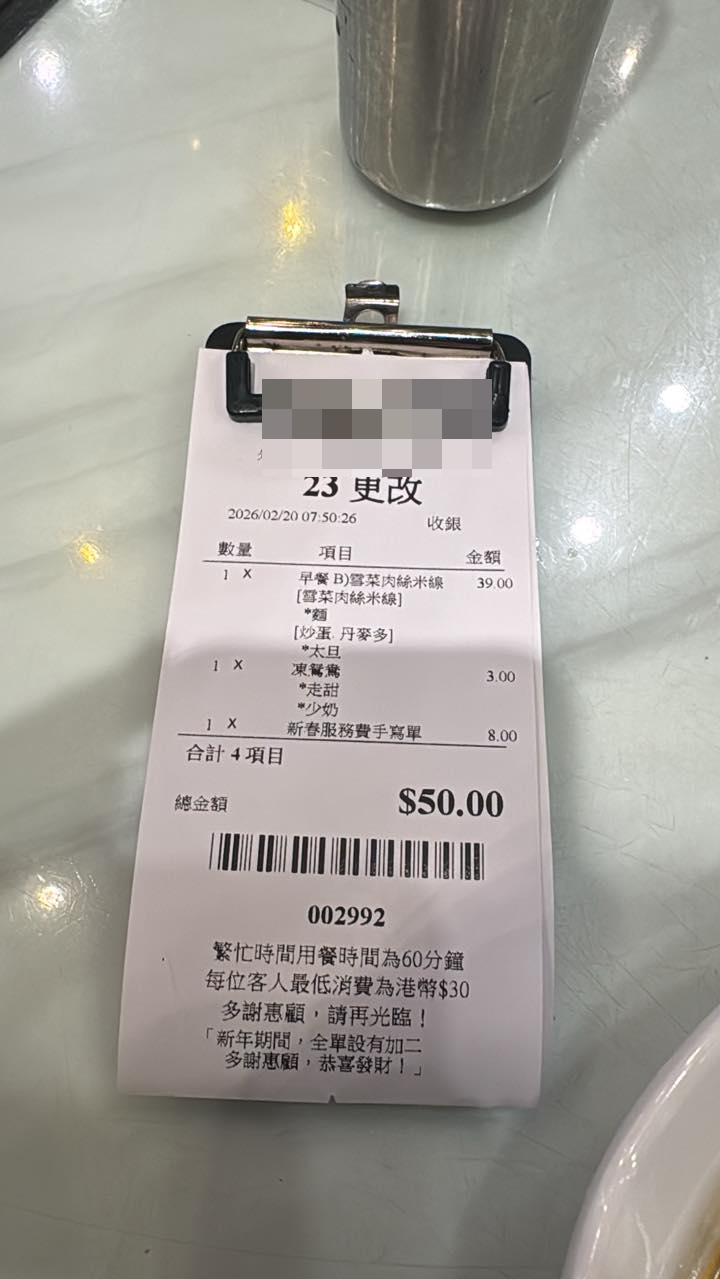 23 更改
2026/02/20 07:50:26 收銀
數量 項目 金額
1 X 早餐 B)雪菜肉絲米線 39.00
[雪菜肉絲米線]
*麵
[炒蛋. 丹麥多]
*太旦
1 X 凍鴛鴦 3.00
*走甜
*少奶
1 X 新春服務費手寫單 8.00
合計 4 項目
總金額 $50.00
002992
繁忙時間用餐時間為60分鐘
每位客人最低消費為港幣$30
多謝惠顧，請再光臨！
「新年期間，全單設有加二
多謝惠顧，恭喜發財！」